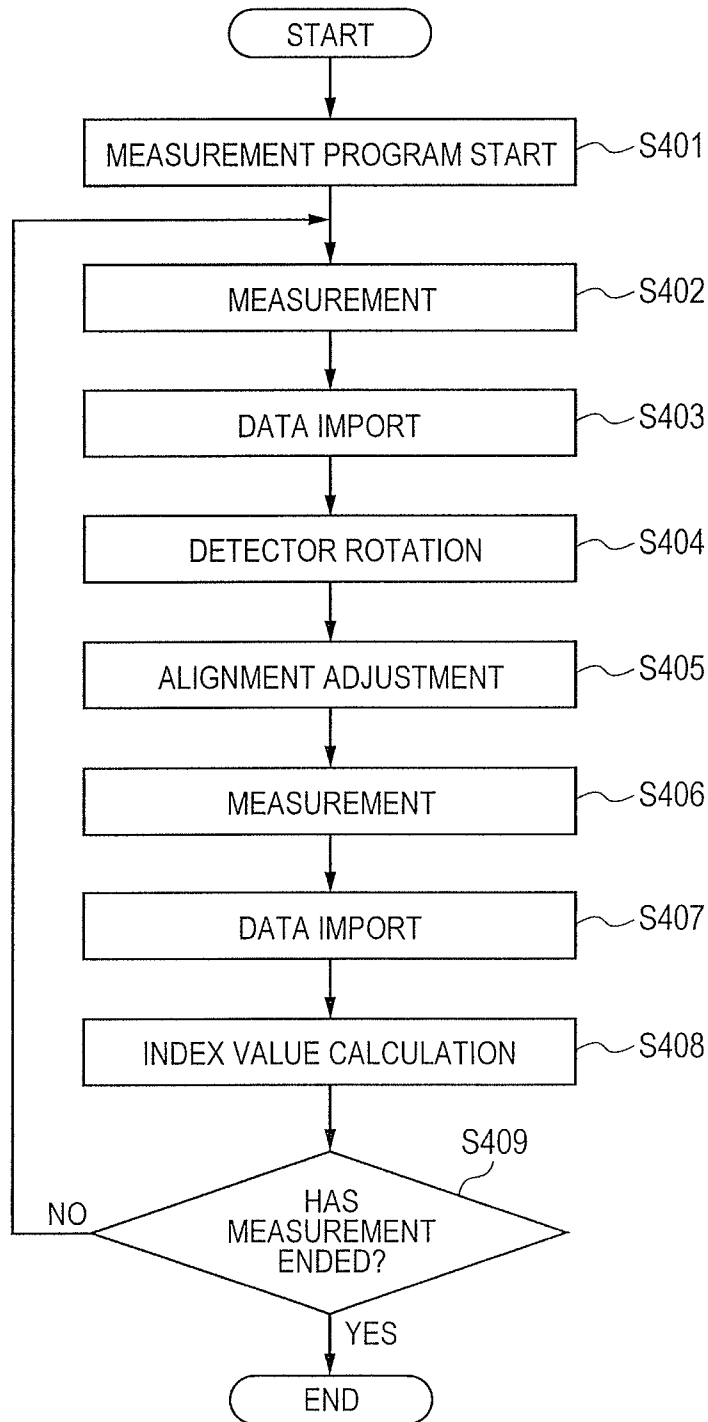 START
MEASUREMENT PROGRAM START
S401
MEASUREMENT
S402
DATA IMPORT
S403
DETECTOR ROTATION
S404
ALIGNMENT ADJUSTMENT
S405
MEASUREMENT
S406
DATA IMPORT
S407
INDEX VALUE CALCULATION
S408
S409
HAS
MEASUREMENT
ENDED?
NO
YES
END